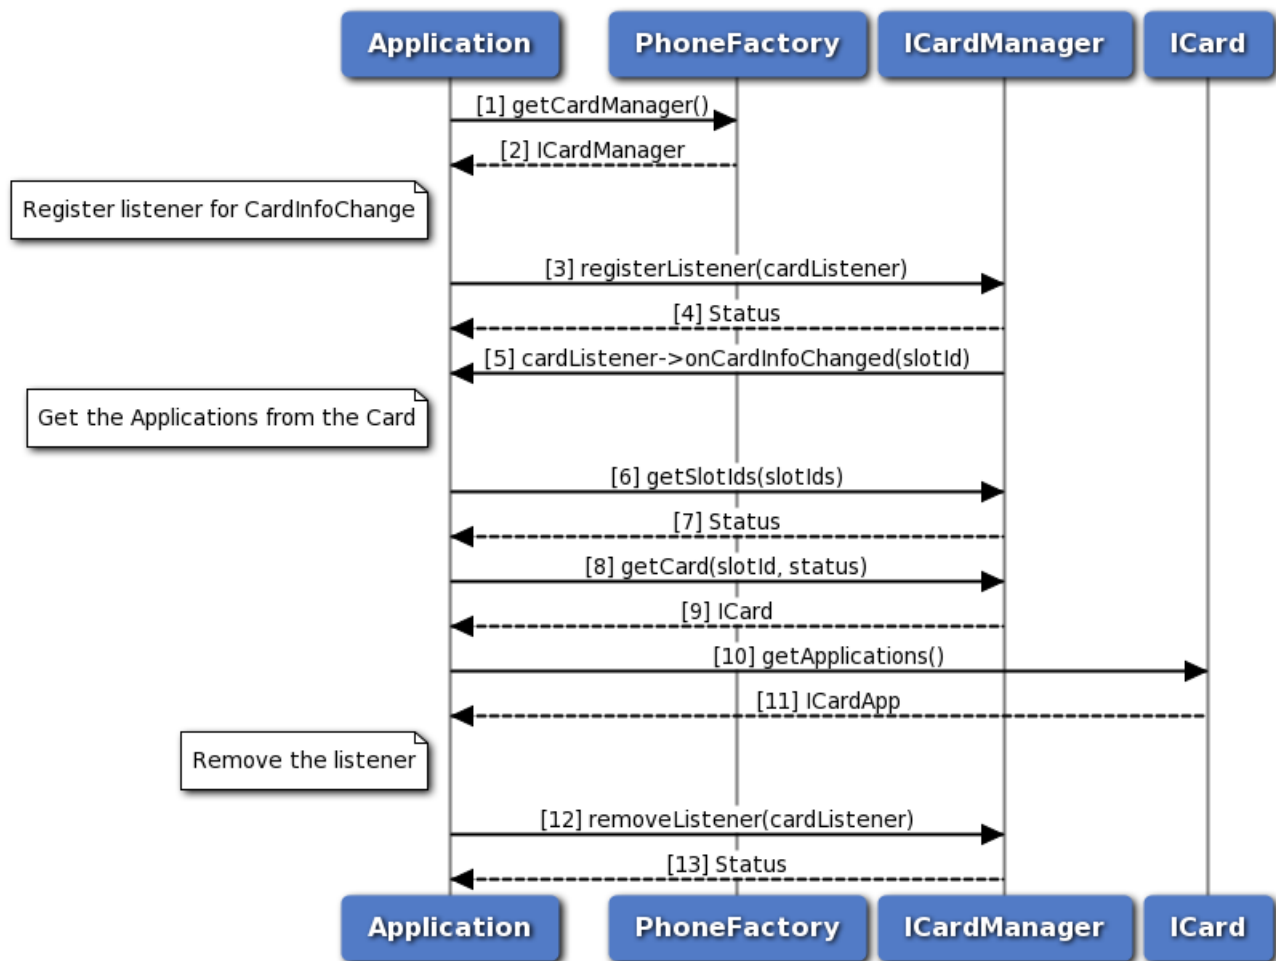 Application
PhoneFactory
ICardManager
ICard
[1] getCardManager()
[2] ICardManager
Register listener for CardInfoChange
[3] registerListener(cardListener)
[4] Status
[5] cardListener->onCardInfoChanged(slotId)
Get the Applications from the Card
[6] getSlotIds(slotIds)
[7] Status
[8] getCard(slotId, status)
[9] ICard
[10] getApplications()
[11] ICardApp
Remove the listener
[12] removeListener(cardListener)
[13] Status
Application
PhoneFactory
ICardManager
ICard